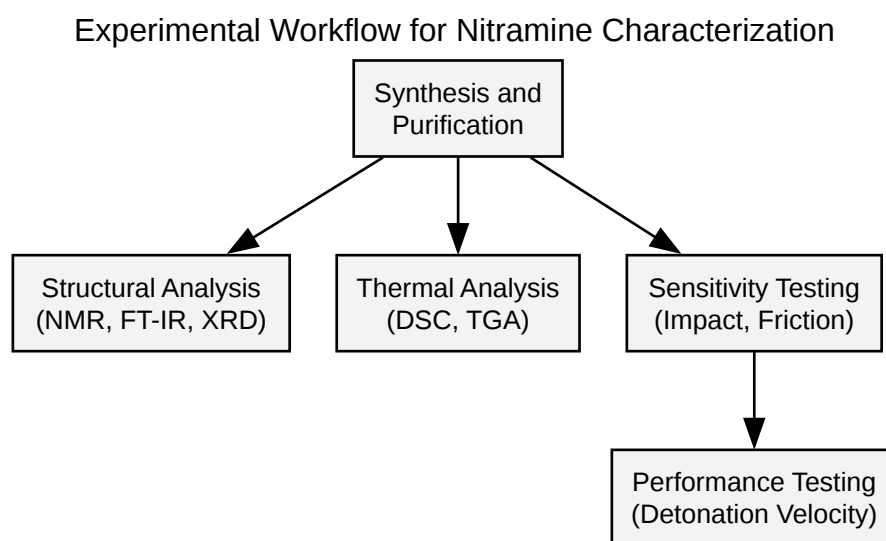 Experimental Workflow for Nitramine Characterization
Synthesis and
Purification
Structural Analysis
(NMR, FT-IR, XRD)
Thermal Analysis
(DSC, TGA)
Sensitivity Testing
(Impact, Friction)
Performance Testing
(Detonation Velocity)